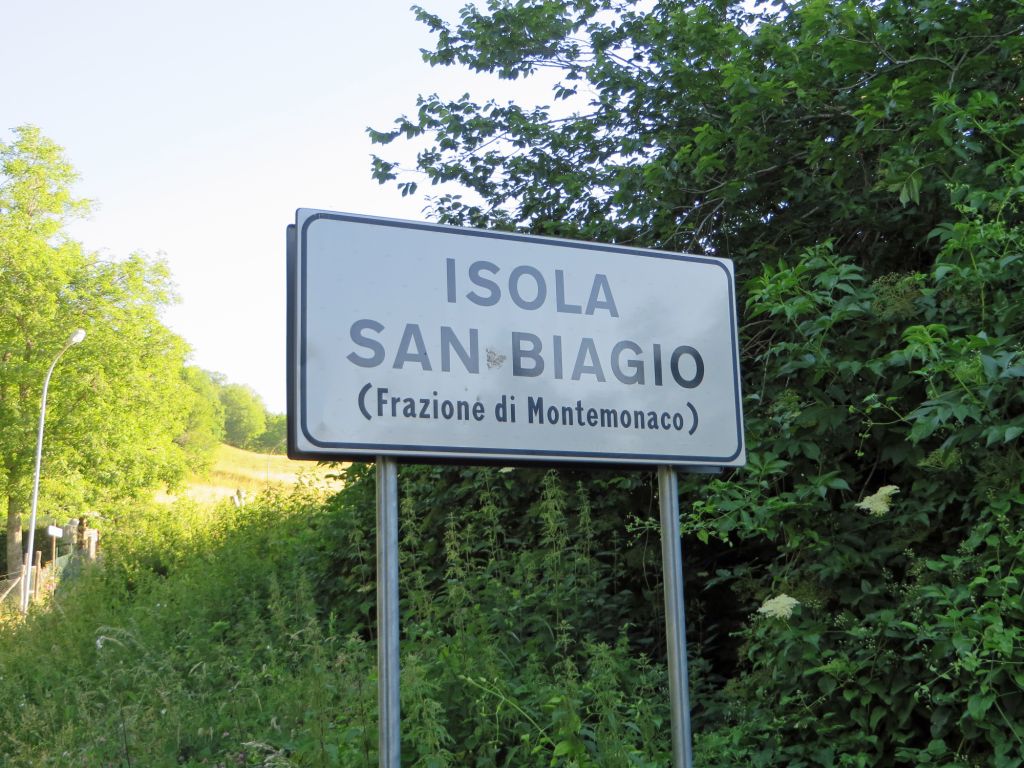 ISOLA
SAN BIAGIO
(Frazione di Montemonaco)